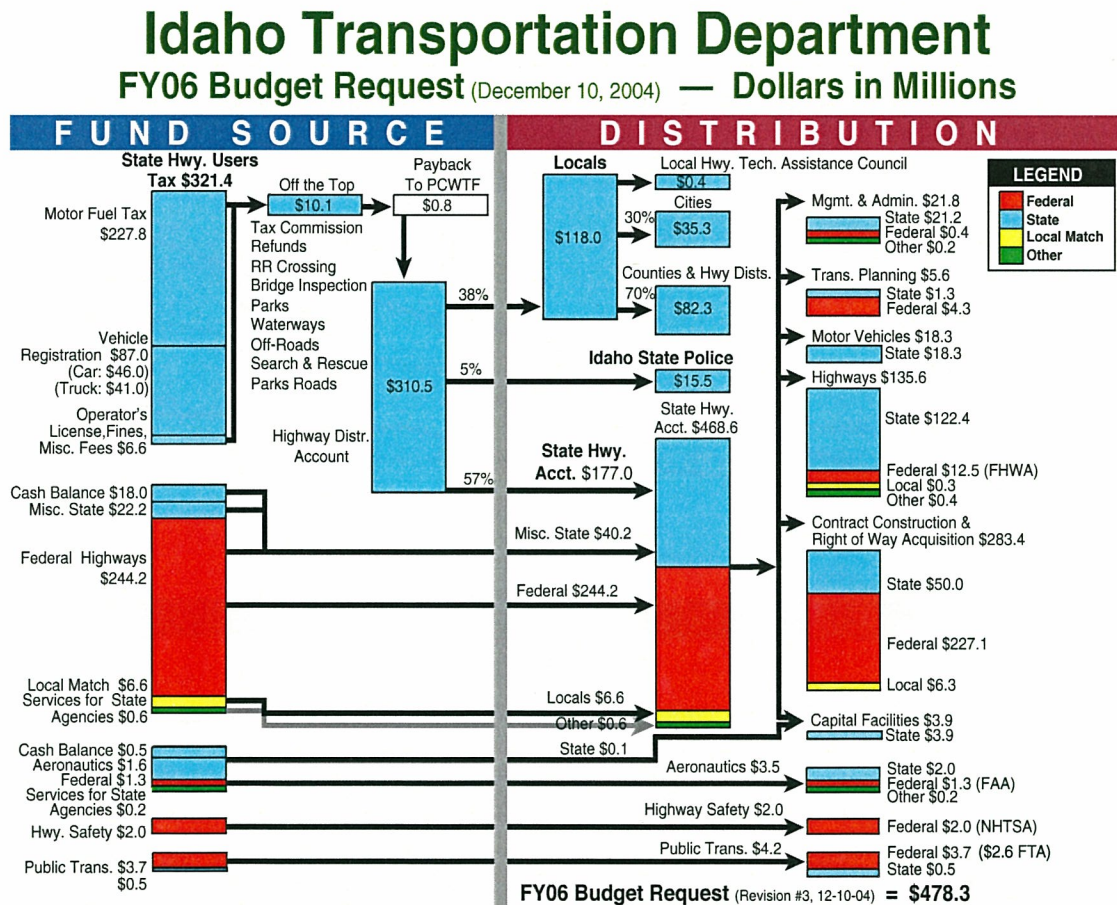 Idaho Transportation Department
FY06 Budget Request (December 10, 2004) — Dollars in Millions
FUND SOURCE
DISTRIBUTION
State Hwy. Users
Tax $321.4
Motor Fuel Tax
$227.8
Vehicle
Registration $87.0
(Car: $46.0)
(Truck: $41.0)
Operator's
License,Fines,
Misc. Fees $6.6
Off the Top
$10.1
Tax Commission
Refunds
RR Crossing
Bridge Inspection
Parks
Waterways
Off-Roads
Search & Rescue
Parks Roads
Payback
To PCWTF
$0.8
Highway Distr.
Account
$310.5
38%
5%
57%
Cash Balance $18.0
Misc. State $22.2
Federal Highways
$244.2
Local Match $6.6
Services for State
Agencies $0.6
Cash Balance $0.5
Aeronautics $1.6
Federal $1.3
Services for State
Agencies $0.2
Hwy. Safety $2.0
Public Trans. $3.7
$0.5
Locals
$118.0
Local Hwy. Tech. Assistance Council
$0.4
Cities
30%
$35.3
Counties & Hwy Dists.
70%
$82.3
Idaho State Police
$15.5
State Hwy.
Acct. $468.6
State Hwy.
Acct. $177.0
Misc. State $40.2
Federal $244.2
Locals $6.6
Other $0.6
State $0.1
Aeronautics $3.5
Highway Safety $2.0
Public Trans. $4.2
LEGEND
Federal
State
Local Match
Other
Mgmt. & Admin. $21.8
State $21.2
Federal $0.4
Other $0.2
Trans. Planning $5.6
State $1.3
Federal $4.3
Motor Vehicles $18.3
State $18.3
Highways $135.6
State $122.4
Federal $12.5 (FHWA)
Local $0.3
Other $0.4
Contract Construction &
Right of Way Acquisition $283.4
State $50.0
Federal $227.1
Local $6.3
Capital Facilities $3.9
State $3.9
State $2.0
Federal $1.3 (FAA)
Other $0.2
Federal $2.0 (NHTSA)
Federal $3.7 ($2.6 FTA)
State $0.5
FY06 Budget Request (Revision #3, 12-10-04) = $478.3